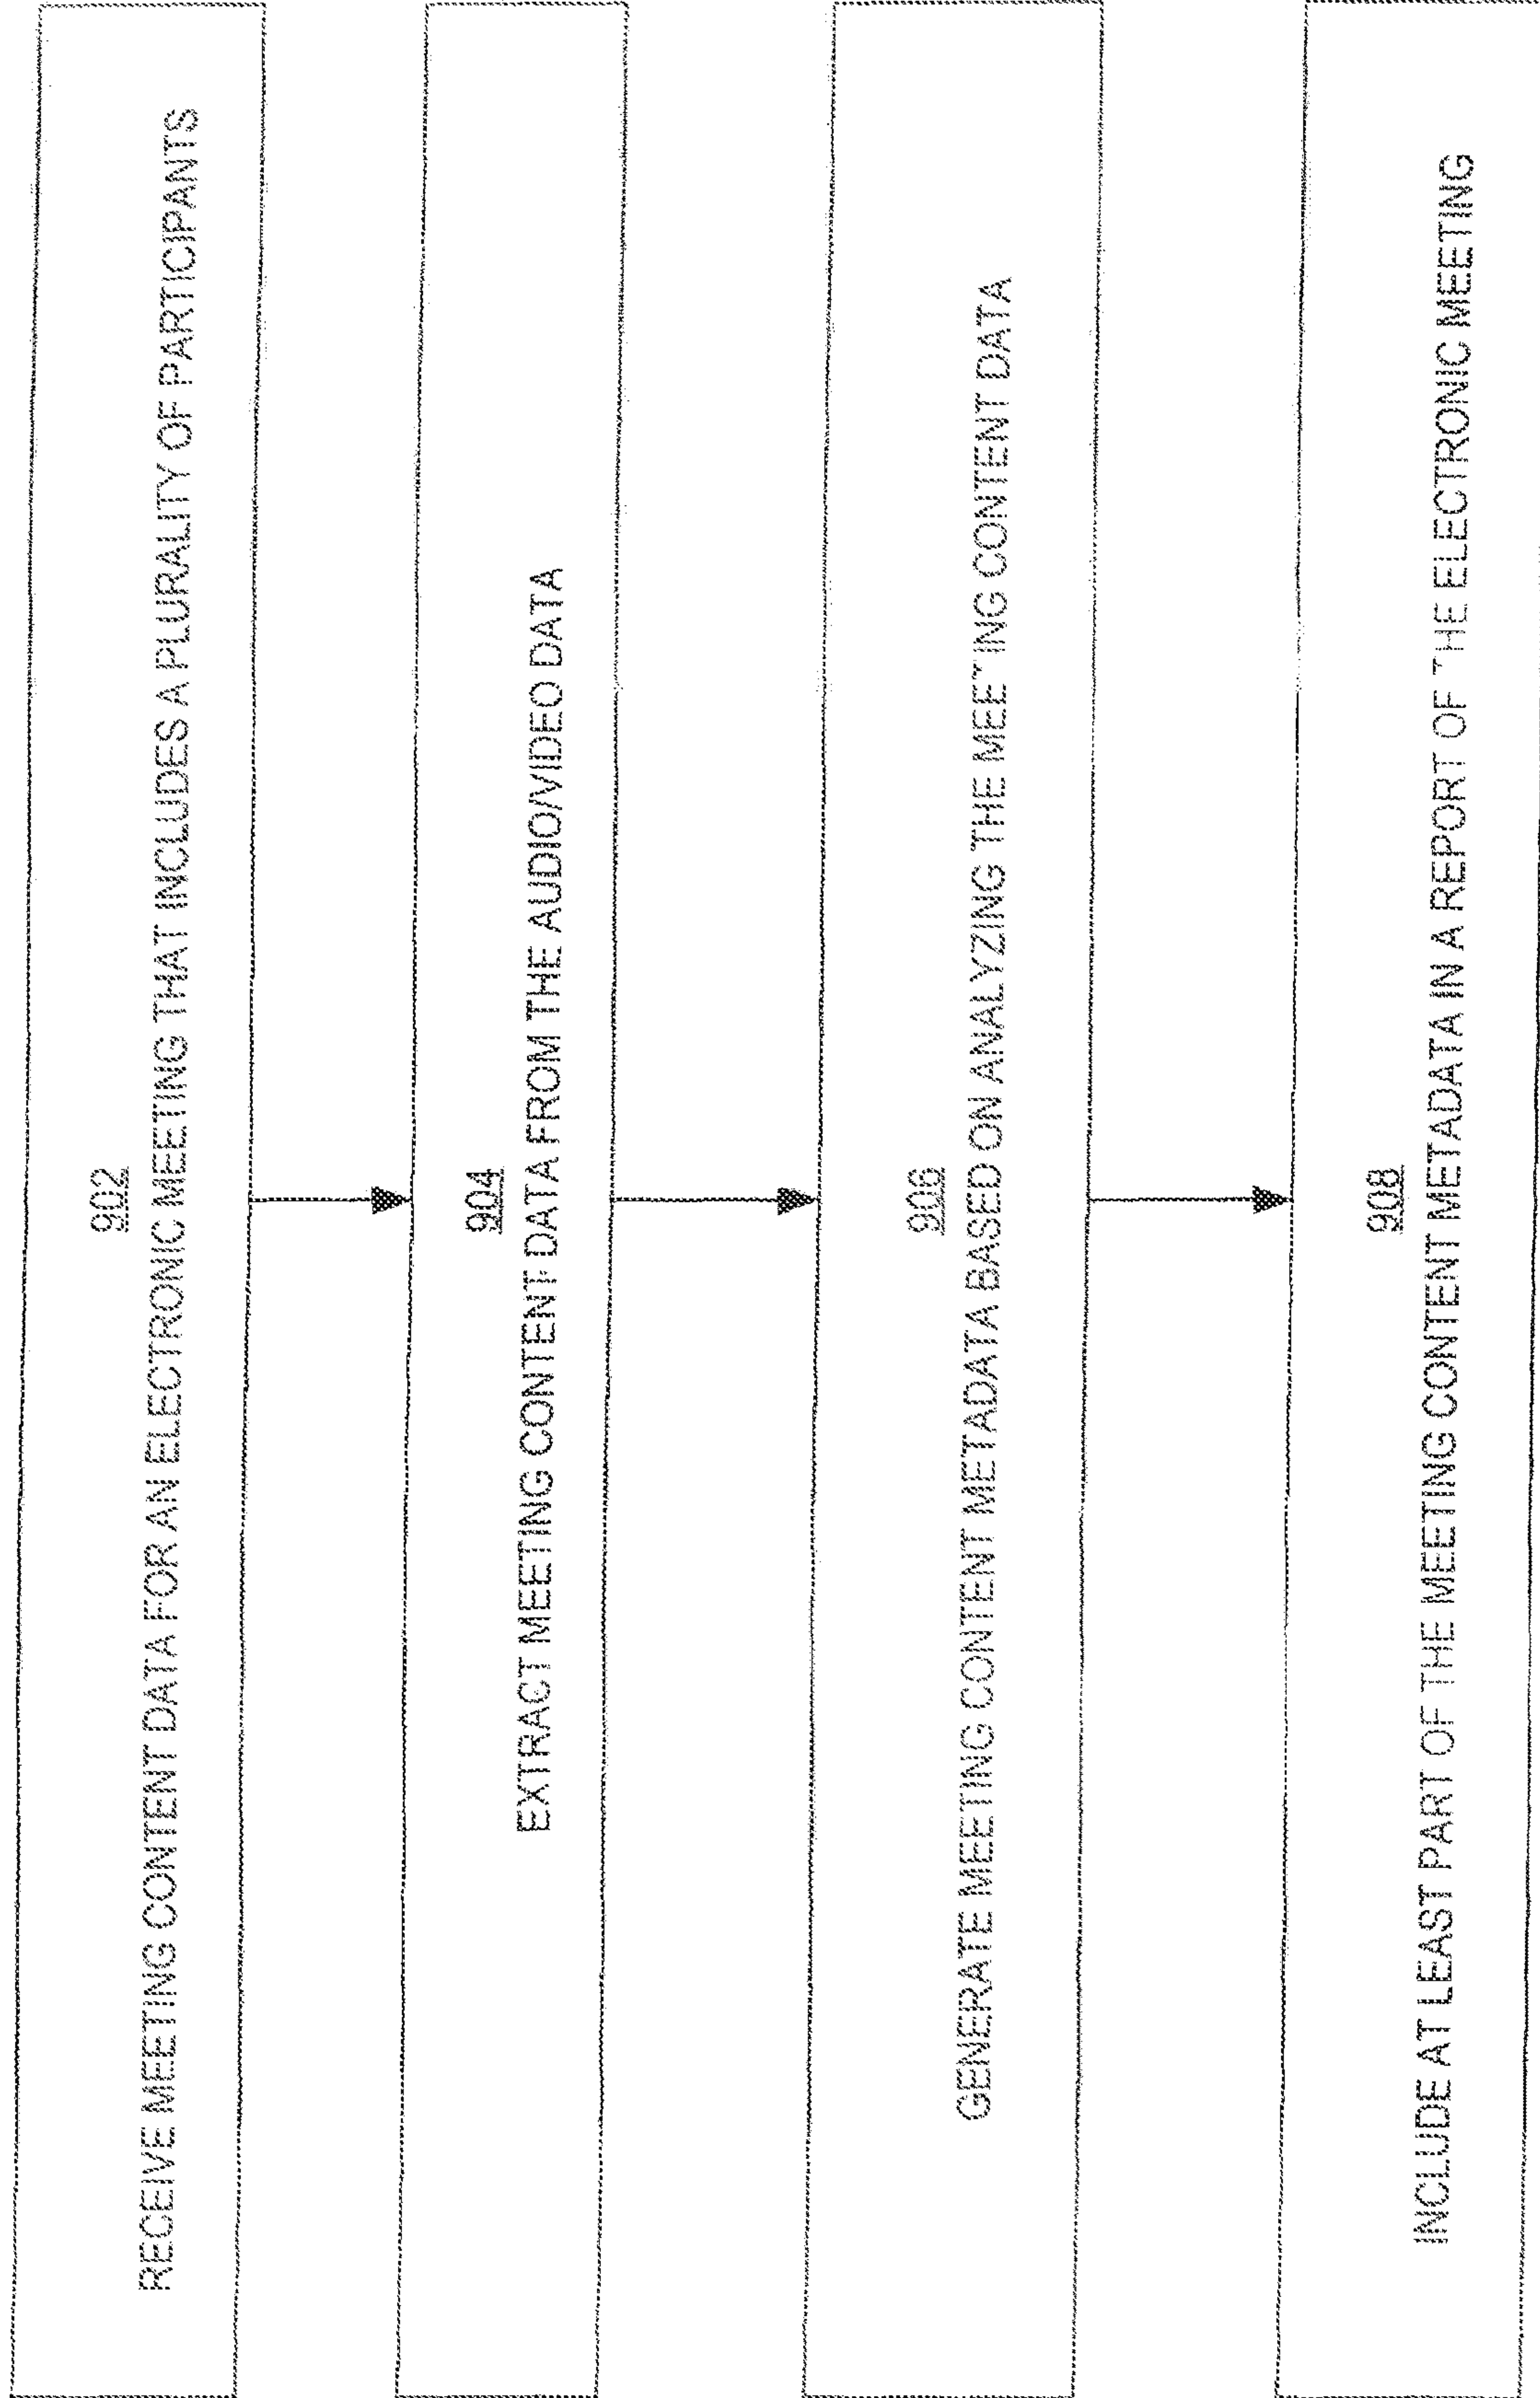 902
RECEIVE MEETING CONTENT DATA FOR AN ELECTRONIC MEETING THAT INCLUDES A PLURALITY OF PARTICIPANTS
904
EXTRACT MEETING CONTENT DATA FROM THE AUDIO/VIDEO DATA
906
GENERATE MEETING CONTENT METADATA BASED ON ANALYZING THE MEETING CONTENT DATA
908
INCLUDE AT LEAST PART OF THE MEETING CONTENT METADATA IN A REPORT OF THE ELECTRONIC MEETING